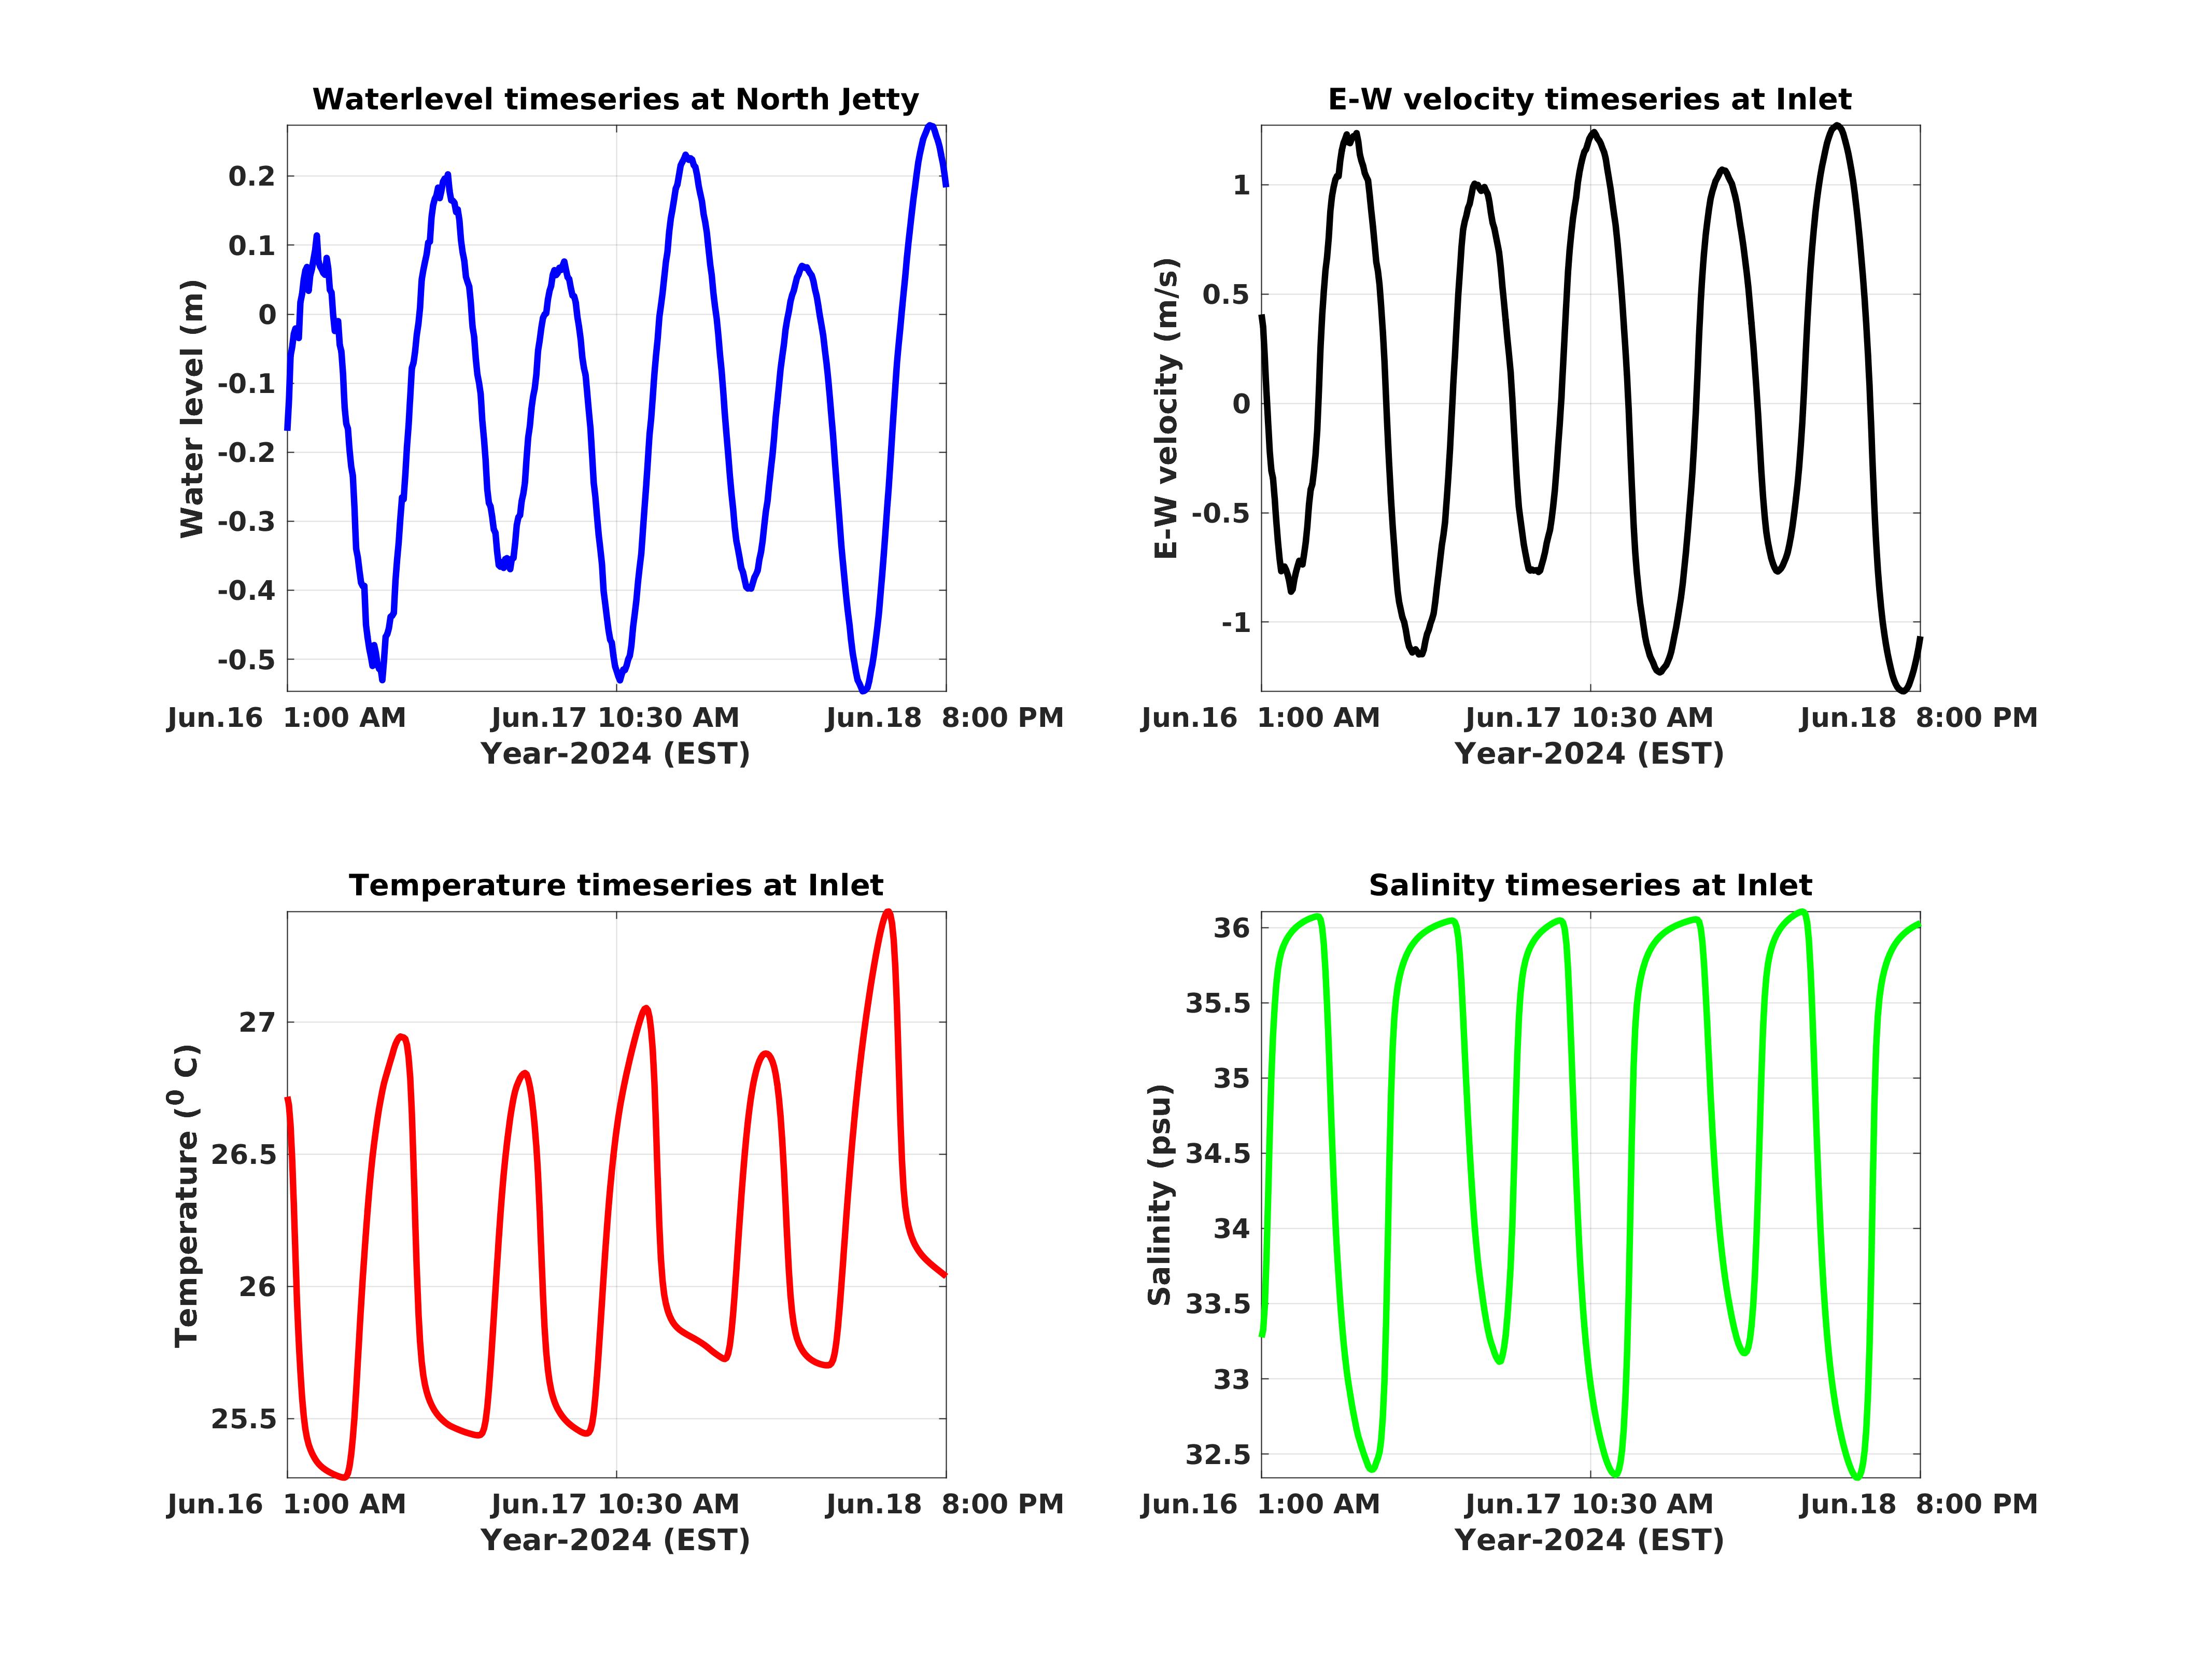 Waterlevel timeseries at North Jetty
Water level (m)
0.2
0.1
0
-0.1
-0.2
-0.3
-0.4
-0.5
Jun.16 1:00 AM Jun.17 10:30 AM Jun.18 8:00 PM
Year-2024 (EST)
E-W velocity timeseries at Inlet
E-W velocity (m/s)
1
0.5
0
-0.5
-1
Jun.16 1:00 AM Jun.17 10:30 AM Jun.18 8:00 PM
Year-2024 (EST)
Temperature timeseries at Inlet
Temperature (⁰ C)
27
26.5
26
25.5
Jun.16 1:00 AM Jun.17 10:30 AM Jun.18 8:00 PM
Year-2024 (EST)
Salinity timeseries at Inlet
Salinity (psu)
36
35.5
35
34.5
34
33.5
33
32.5
Jun.16 1:00 AM Jun.17 10:30 AM Jun.18 8:00 PM
Year-2024 (EST)